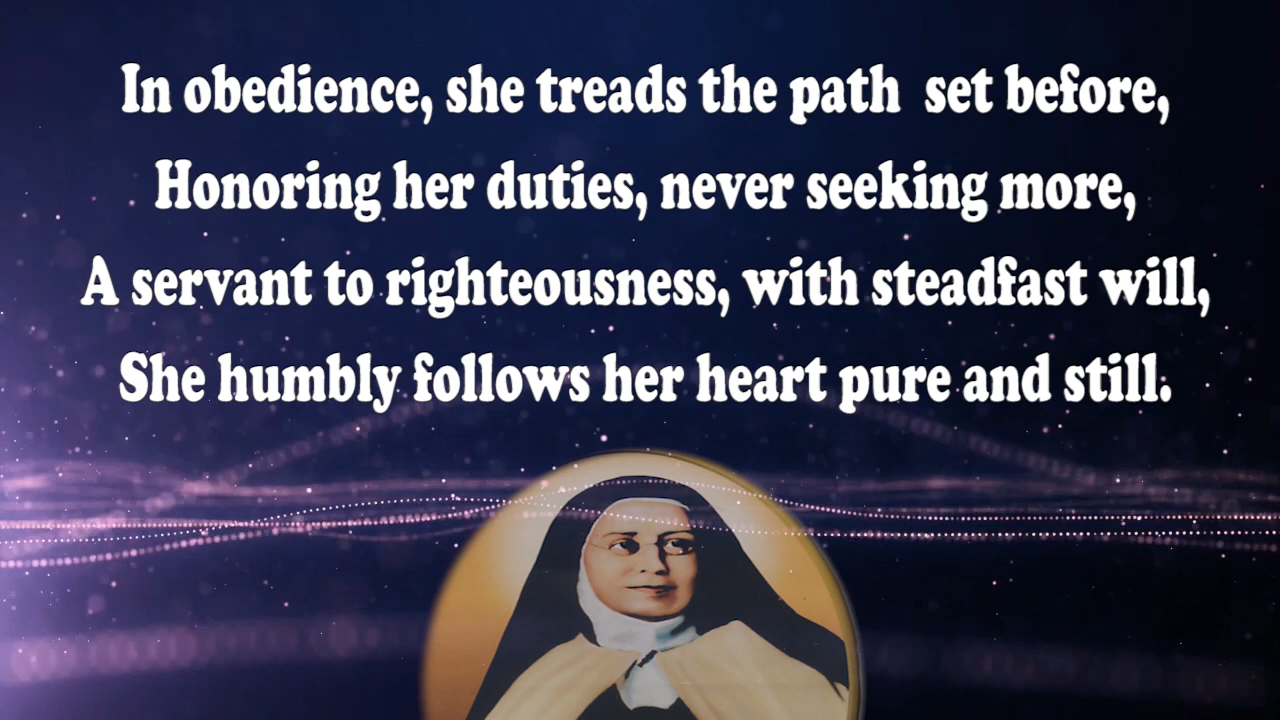 In obedience, she treads the path  set before,
Honoring her duties, never seeking more,
A servant to righteousness, with steadfast will,
She humbly follows her heart pure and still.